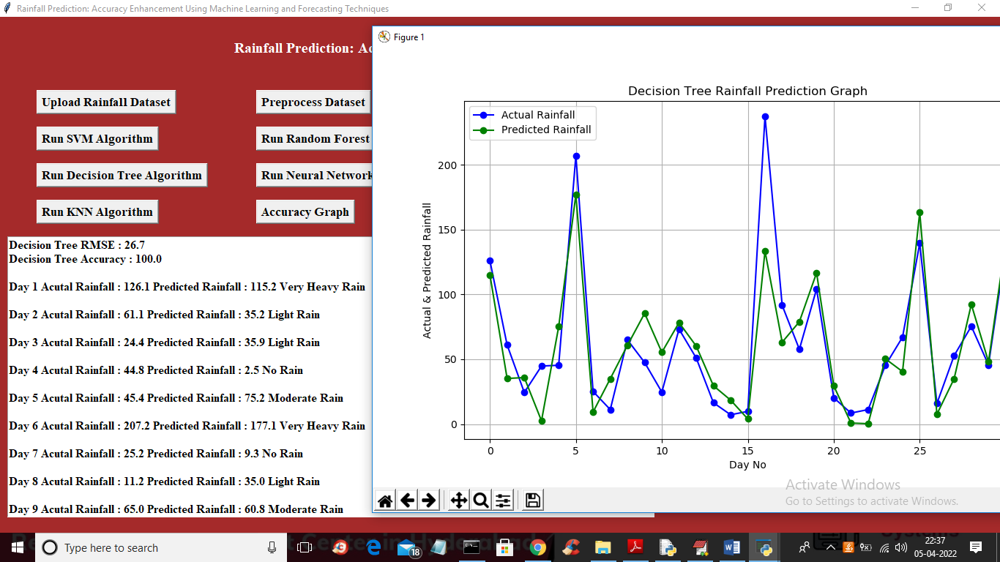 Rainfall Prediction: Accuracy Enhancement Using Machine Learning and Forecasting Techniques
Rainfall Prediction: Ac
Upload Rainfall Dataset
Preprocess Dataset
Run SVM Algorithm
Run Random Forest
Run Decision Tree Algorithm
Run Neural Network
Run KNN Algorithm
Accuracy Graph
Decision Tree RMSE : 26.7
Decision Tree Accuracy : 100.0
Day 1 Acutal Rainfall : 126.1 Predicted Rainfall : 115.2 Very Heavy Rain
Day 2 Acutal Rainfall : 61.1 Predicted Rainfall : 35.2 Light Rain
Day 3 Acutal Rainfall : 24.4 Predicted Rainfall : 35.9 Light Rain
Day 4 Acutal Rainfall : 44.8 Predicted Rainfall : 2.5 No Rain
Day 5 Acutal Rainfall : 45.4 Predicted Rainfall : 75.2 Moderate Rain
Day 6 Acutal Rainfall : 207.2 Predicted Rainfall : 177.1 Very Heavy Rain
Day 7 Acutal Rainfall : 25.2 Predicted Rainfall : 9.3 No Rain
Day 8 Acutal Rainfall : 11.2 Predicted Rainfall : 35.0 Light Rain
Day 9 Acutal Rainfall : 65.0 Predicted Rainfall : 60.8 Moderate Rain
Figure 1
Decision Tree Rainfall Prediction Graph
Actual Rainfall
Predicted Rainfall
Actual & Predicted Rainfall
200
150
100
50
0
0 5 10 15 20 25
Day No
Activate Windows
Go to Settings to activate Windows.
Type here to search
18
22:37
05-04-2022